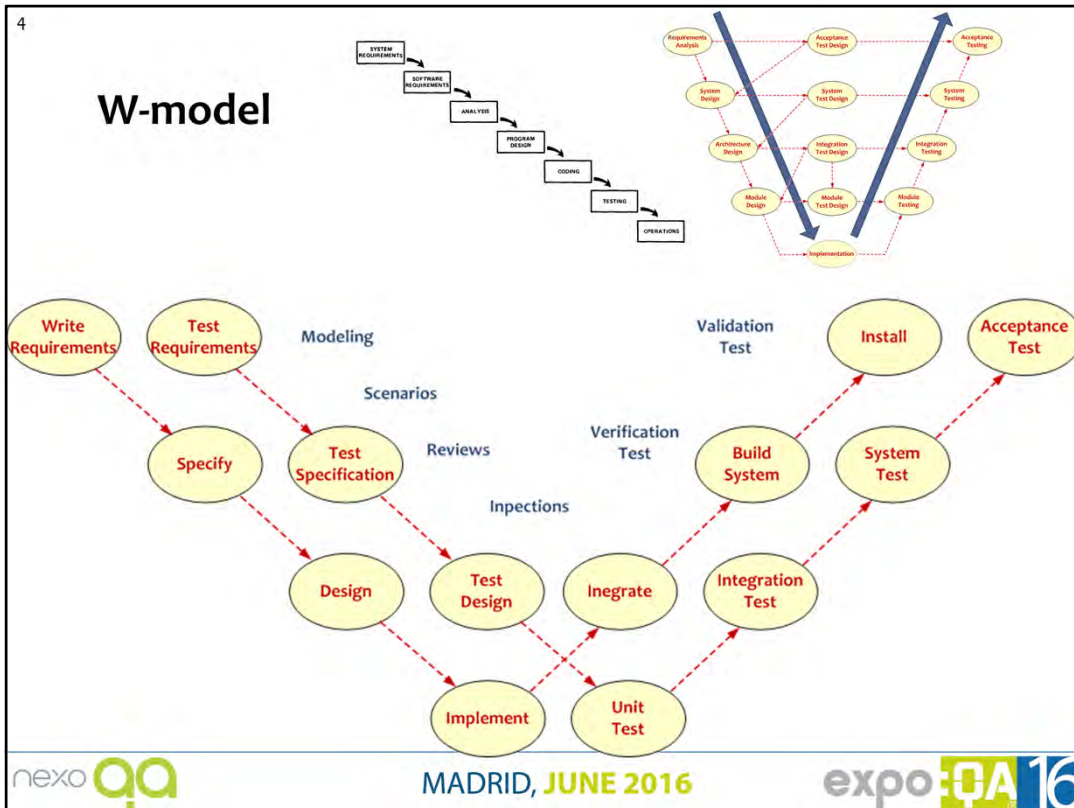 4
W-model
SYSTEM
REQUIREMENTS
SOFTWARE
REQUIREMENTS
ANALYSIS
PROGRAM
DESIGN
CODING
TESTING
OPERATIONS
Requirements
Analysis
Acceptance
Test Design
Acceptance
Testing
System
Design
System
Test Design
System
Testing
Architecture
Design
Integration
Test Design
Integration
Testing
Module
Design
Module
Test Design
Module
Testing
Implementation
Write
Requirements
Test
Requirements
Modeling
Validation
Test
Install
Acceptance
Test
Scenarios
Specify
Test
Specification
Reviews
Verification
Test
Build
System
System
Test
Inpections
Design
Test
Design
Inegrate
Integration
Test
Implement
Unit
Test
nexo QA
MADRID, JUNE 2016
expo:QA16